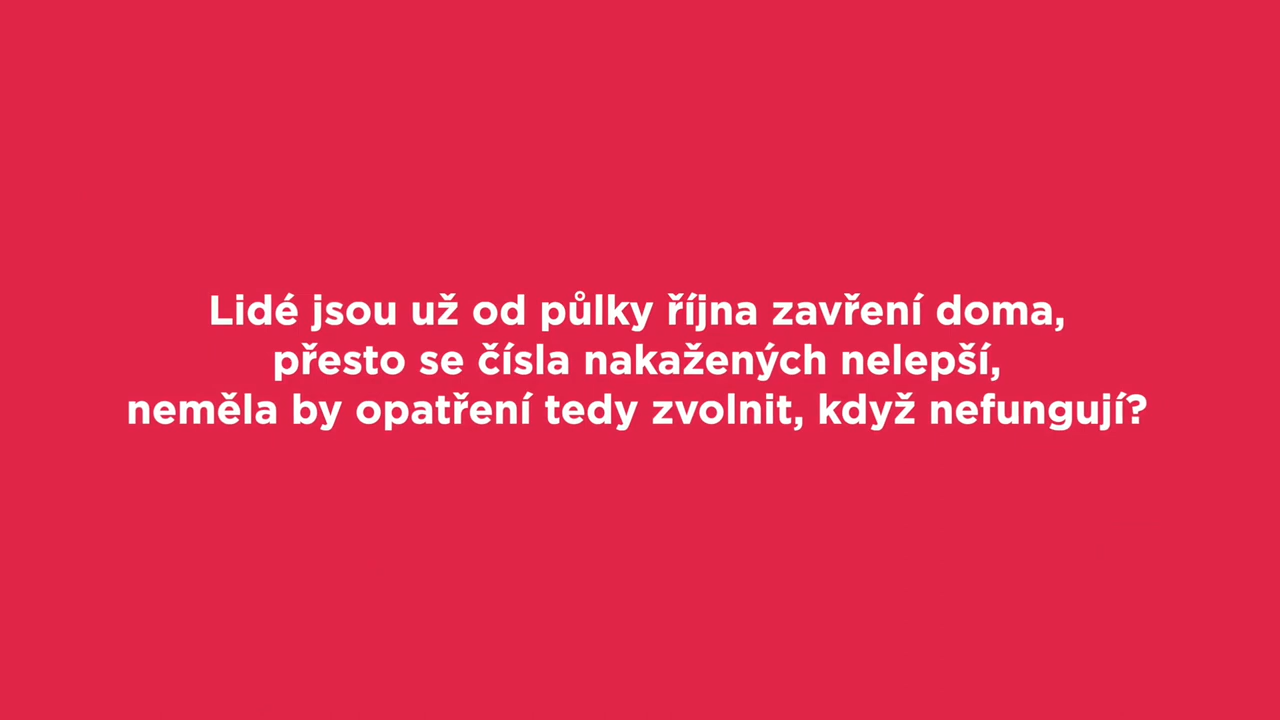 Lidé jsou už od půlky října zavření doma,
přesto se čísla nakažených nelepší,
neměla by opatření tedy zvolnit, když nefungují?